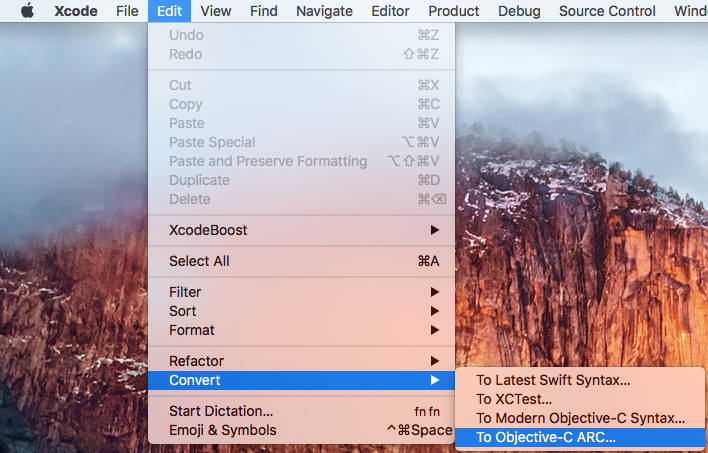 Xcode File Edit View Find Navigate Editor Product Debug Source Control Wind
Undo ⌘Z
Redo ⇧⌘Z
Cut ⌘X
Copy ⌘C
Paste ⌘V
Paste Special ⌥⌘V
Paste and Preserve Formatting ⌥⇧⌘V
Duplicate ⌘D
Delete ⌘⌫
XcodeBoost ▶
Select All ⌘A
Filter ▶
Sort ▶
Format ▶
Refactor ▶
Convert ▶
To Latest Swift Syntax...
To XCTest...
To Modern Objective-C Syntax...
To Objective-C ARC...
Start Dictation... fn fn
Emoji & Symbols ^⌘Space